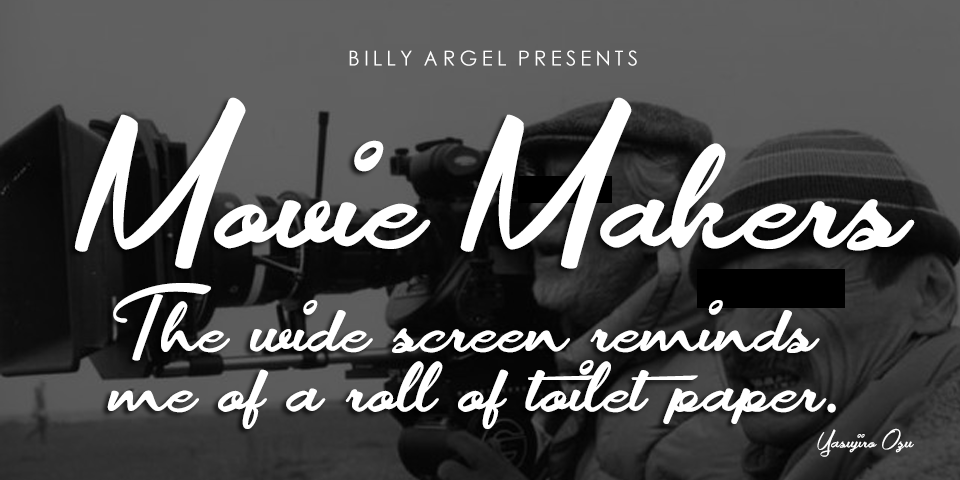 BILLY ARGEL PRESENTS
Movie Makers
The wide screen reminds
me of a roll of toilet paper.
Yasujiro Ozu